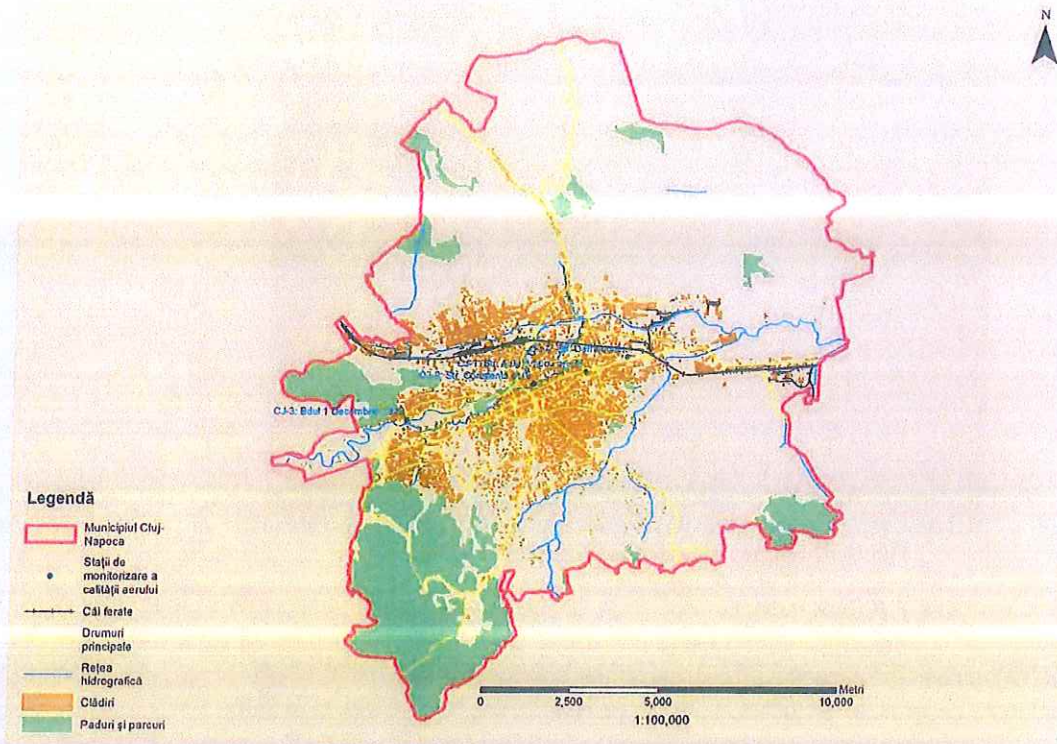 N
CJ-3: Bdul 1 Decembrie
Legendă
Municipiul Cluj-
Napoca
Stații de
monitorizare a
calității aerului
Căi ferate
Drumuri
principale
Rețea
hidrografică
Clădiri
Paduri și parcuri
Metri
0 2,500 5,000 10,000
1:100,000